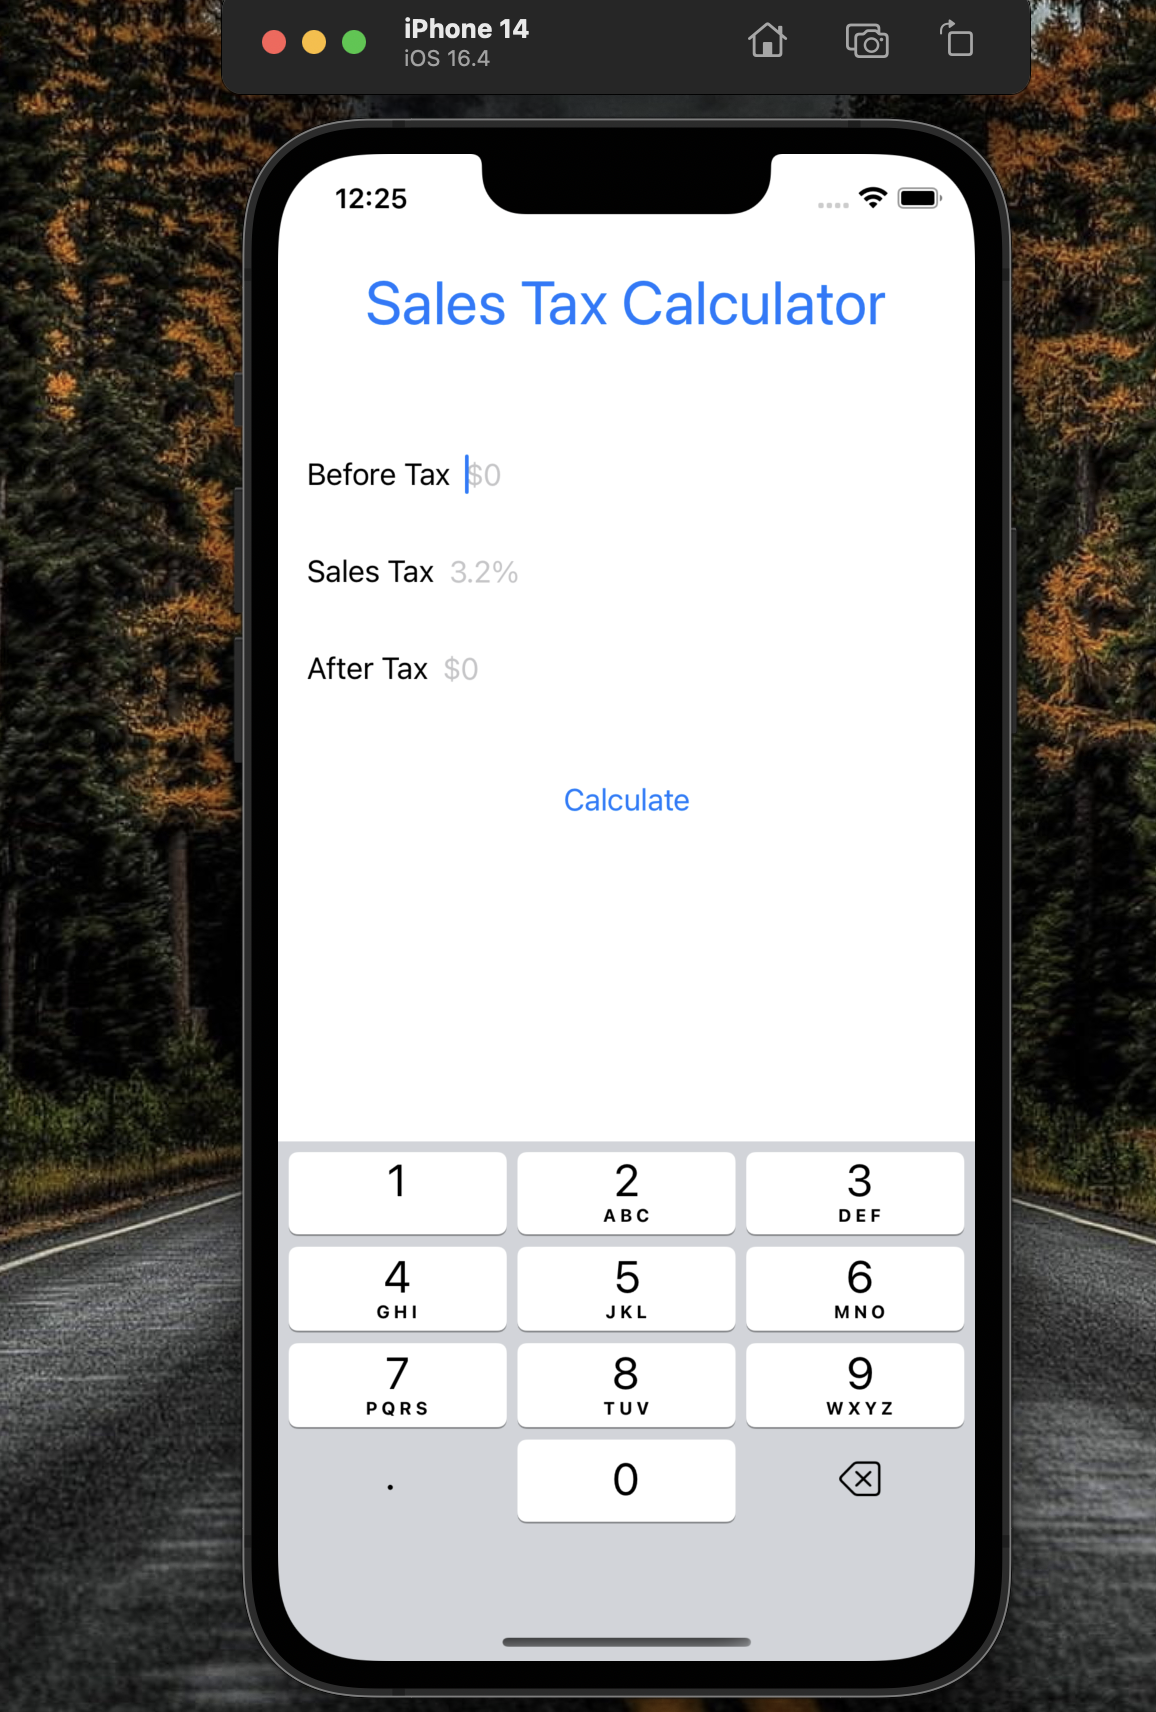 iPhone 14
iOS 16.4
12:25
Sales Tax Calculator
Before Tax $0
Sales Tax 3.2%
After Tax $0
Calculate
1 2 3
ABC DEF
4 5 6
GHI JKL MNO
7 8 9
PQRS TUV WXYZ
. 0